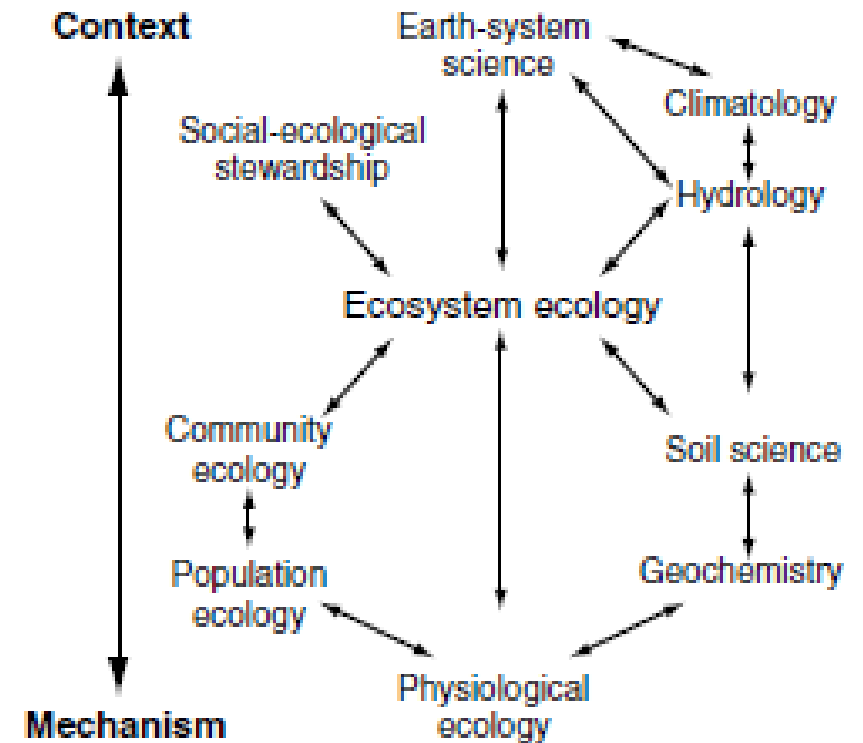 Context
Earth-system
science
Climatology
Social-ecological
stewardship
Hydrology
Ecosystem ecology
Community
ecology
Soil science
Population
ecology
Geochemistry
Physiological
ecology
Mechanism